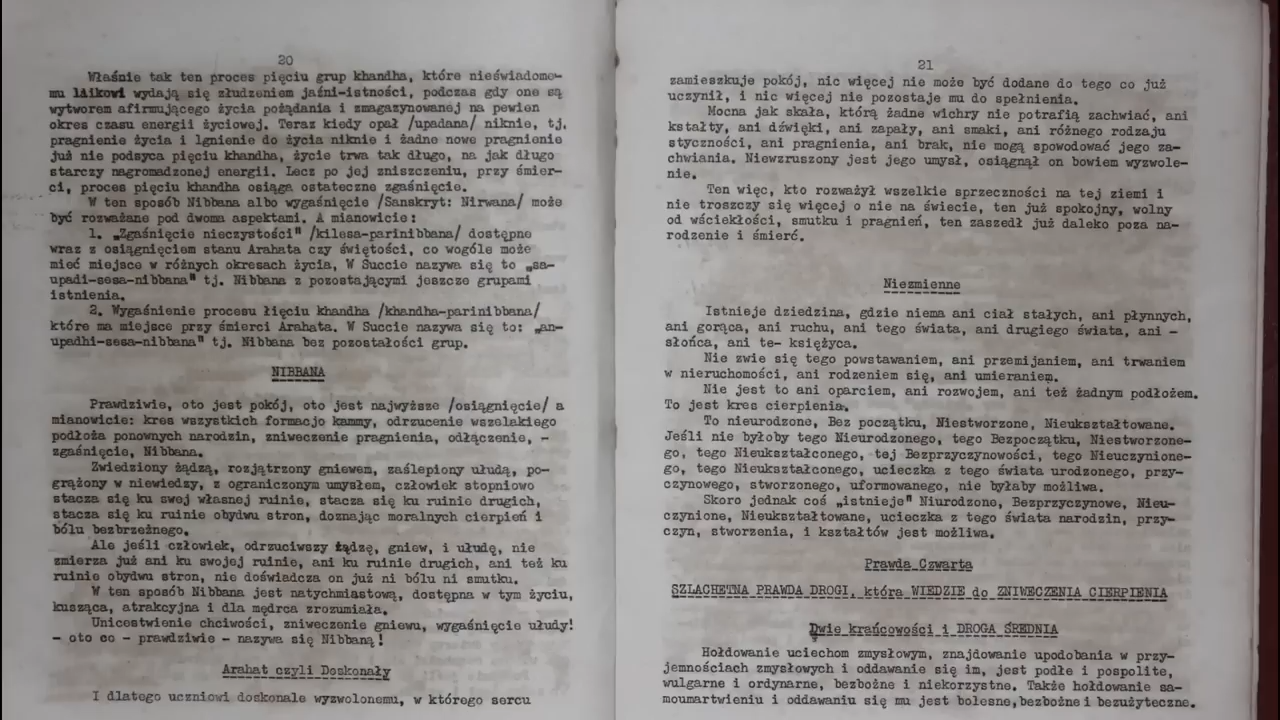 20
Właśnie tak ten proces pięciu grup khandha, które nieświadome-
mu laikowi wydają się złudzeniem jaźni-istności, podczas gdy one są
wytworem afirmującego życia pożądania i zmagazynowanej na pewien
okres czasu energii życiowej. Teraz kiedy opał /upadana/ niknie, tj.
pragnienie życia i lgnienie do życia niknie i żadne nowe pragnienie
już nie podsyca pięciu khandha, życie trwa tak długo, na jak długo
starczy nagromadzonej energii. Lecz po jej zniszczeniu, przy śmier-
ci, proces pięciu khandha osiąga ostateczne zgaśnięcie.
W ten sposób Nibbana albo wygaśnięcie /Sanskryt: Nirwana/ może
być rozważane pod dwoma aspektami. A mianowicie:
1. „Zgaśnięcie nieczystości" /kilesa-parinibbana/ dostępne
wraz z osiągnięciem stanu Arahata czy świętości, co wogóle może
mieć miejsce w różnych okresach życia, W Succie nazywa się to „sa-
upadi-sesa-nibbana" tj. Nibbana z pozostającymi jeszcze grupami
istnienia.
2. Wygaśnienie procesu łięciu khandha /khandha-parinibbana/
które ma miejsce przy śmierci Arahata. W Succie nazywa się to: „an-
upadhi-sesa-nibbana" tj. Nibbana bez pozostałości grup.
NIBBANA
Prawdziwie, oto jest pokój, oto jest najwyższe /osiągnięcie/ a
mianowicie: kres wszystkich formacjo kammy, odrzucenie wszelakiego
podłoża ponownych narodzin, zniweczenie pragnienia, odłączenie, -
zgaśnięcie, Nibbana.
Zwiedziony żądzą, rozjątrzony gniewem, zaślepiony ułudą, po-
grążony w niewiedzy, z ograniczonym umysłem, człowiek stopniowo
stacza się ku swej własnej ruinie, stacza się ku ruinie drugich,
stacza się ku ruinie obydwu stron, doznając moralnych cierpień i
bólu bezbrzeżnego.
Ale jeśli człowiek, odrzuciwszy żądzę, gniew, i ułudę, nie
zmierza już ani ku swojej ruinie, ani ku ruinie drugich, ani też ku
ruinie obydwu stron, nie doświadcza on już ni bólu ni smutku.
W ten sposób Nibbana jest natychmiastową, dostępna w tym życiu,
kusząca, atrakcyjna i dla mędrca zrozumiała.
Unicestwienie chciwości, zniweczenie gniewu, wygaśnięcie ułudy!
- oto co - prawdziwie - nazywa się Nibbaną!
Arahat czyli Doskonały
I dlatego uczniowi doskonale wyzwolonemu, w którego sercu
21
zamieszkuje pokój, nic więcej nie może być dodane do tego co już
uczynił, i nic więcej nie pozostaje mu do spełnienia.
Mocna jak skała, którą żadne wichry nie potrafią zachwiać, ani
kstałty, ani dźwięki, ani zapały, ani smaki, ani różnego rodzaju
styczności, ani pragnienia, ani brak, nie mogą spowodować jego za-
chwiania. Niewzruszony jest jego umysł, osiągnął on bowiem wyzwole-
nie.
Ten więc, kto rozważył wszelkie sprzeczności na tej ziemi i
nie troszczy się więcej o nie na świecie, ten już spokojny, wolny
od wściekłości, smutku i pragnień, ten zaszedł już daleko poza na-
rodzenie i śmierć.
Niezmienne
Istnieje dziedzina, gdzie niema ani ciał stałych, ani płynnych,
ani gorąca, ani ruchu, ani tego świata, ani drugiego świata, ani -
słońca, ani te- księżyca.
Nie zwie się tego powstawaniem, ani przemijaniem, ani trwaniem
w nieruchomości, ani rodzeniem się, ani umieraniem.
Nie jest to ani oparciem, ani rozwojem, ani też żadnym podłożem.
To jest kres cierpienia.
To nieurodzone, Bez początku, Niestworzone, Nieukształtowane.
Jeśli nie byłoby tego Nieurodzonego, tego Bezpoczątku, Niestworzone-
go, tego Nieukształconego, tej Bezprzyczynowości, tego Nieuczynione-
go, tego Nieukształconego, ucieczka z tego świata urodzonego, przy-
czynowego, stworzonego, uformowanego, nie byłaby możliwa.
Skoro jednak coś „istnieje" Niurodzone, Bezprzyczynowe, Nieu-
czynione, Nieukształtowane, ucieczka z tego świata narodzin, przy-
czyn, stworzenia, i kształtów jest możliwa.
Prawda Czwarta
SZLACHETNA PRAWDA DROGI, która WIEDZIE do ZNIWECZENIA CIERPIENIA
Dwie krańcowości i DROGA ŚREDNIA
Hołdowanie uciechom zmysłowym, znajdowanie upodobania w przy-
jemnościach zmysłowych i oddawanie się im, jest podłe i pospolite,
wulgarne i ordynarne, bezbożne i niekorzystne. Także hołdowanie sa-
moumartwieniu i oddawaniu się mu jest bolesne,bezbożne i bezużyteczne.